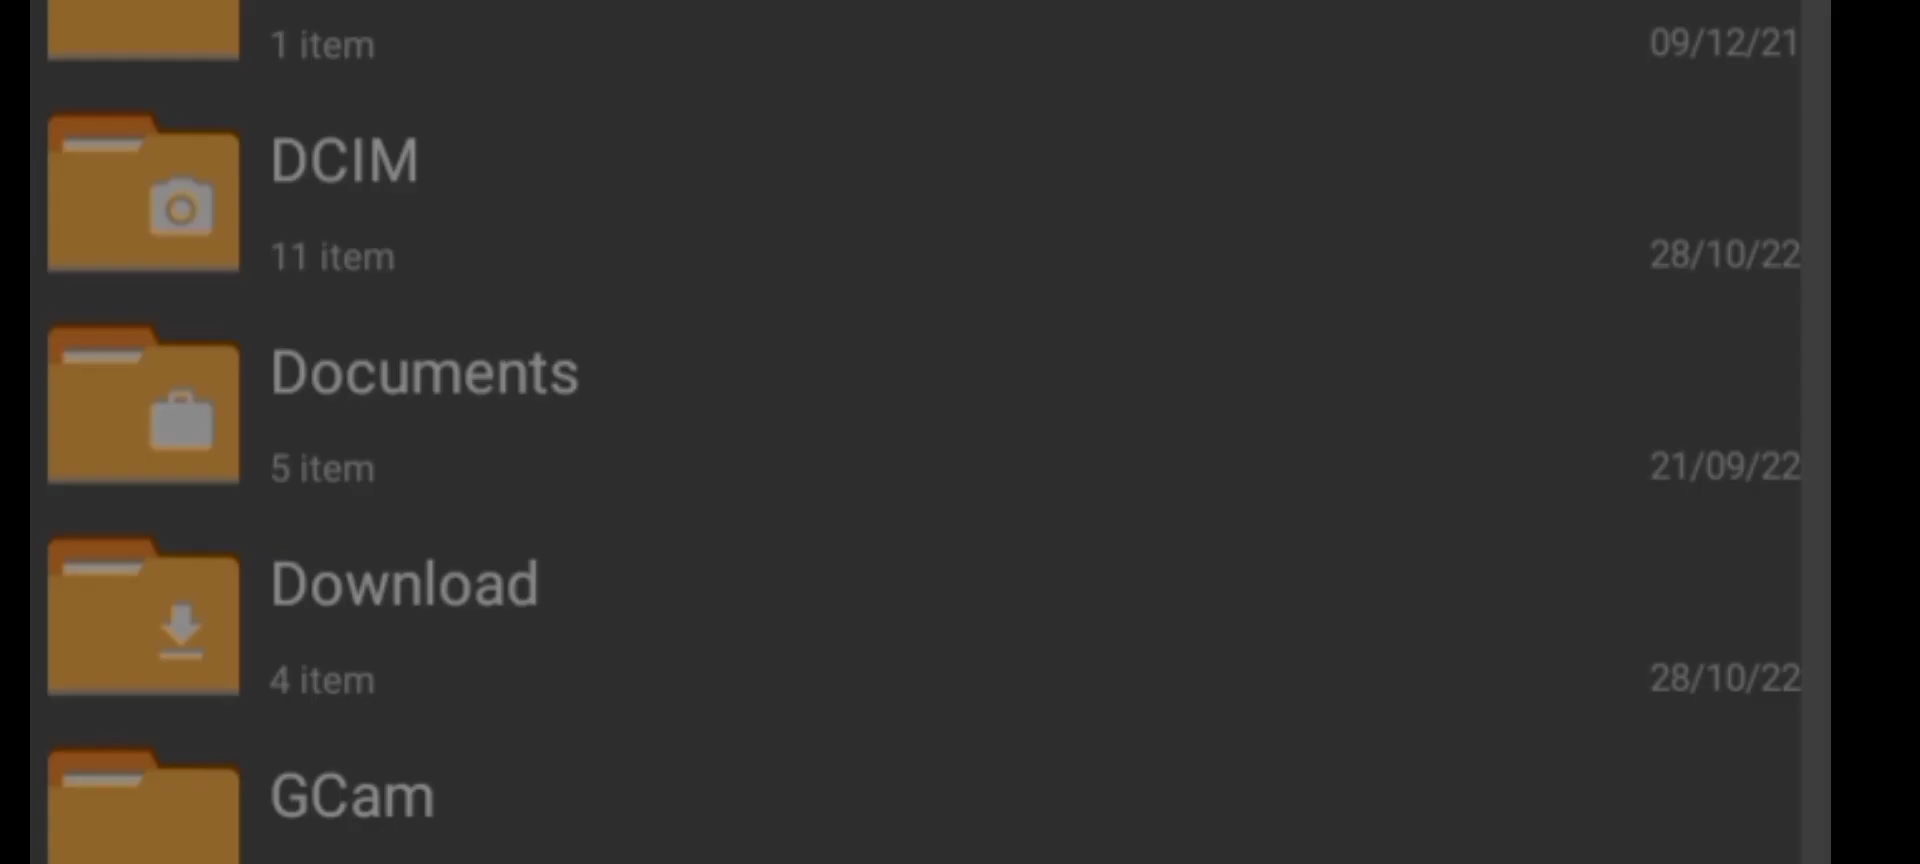 1 item
09/12/21
DCIM
11 item
28/10/22
Documents
5 item
21/09/22
Download
4 item
28/10/22
GCam